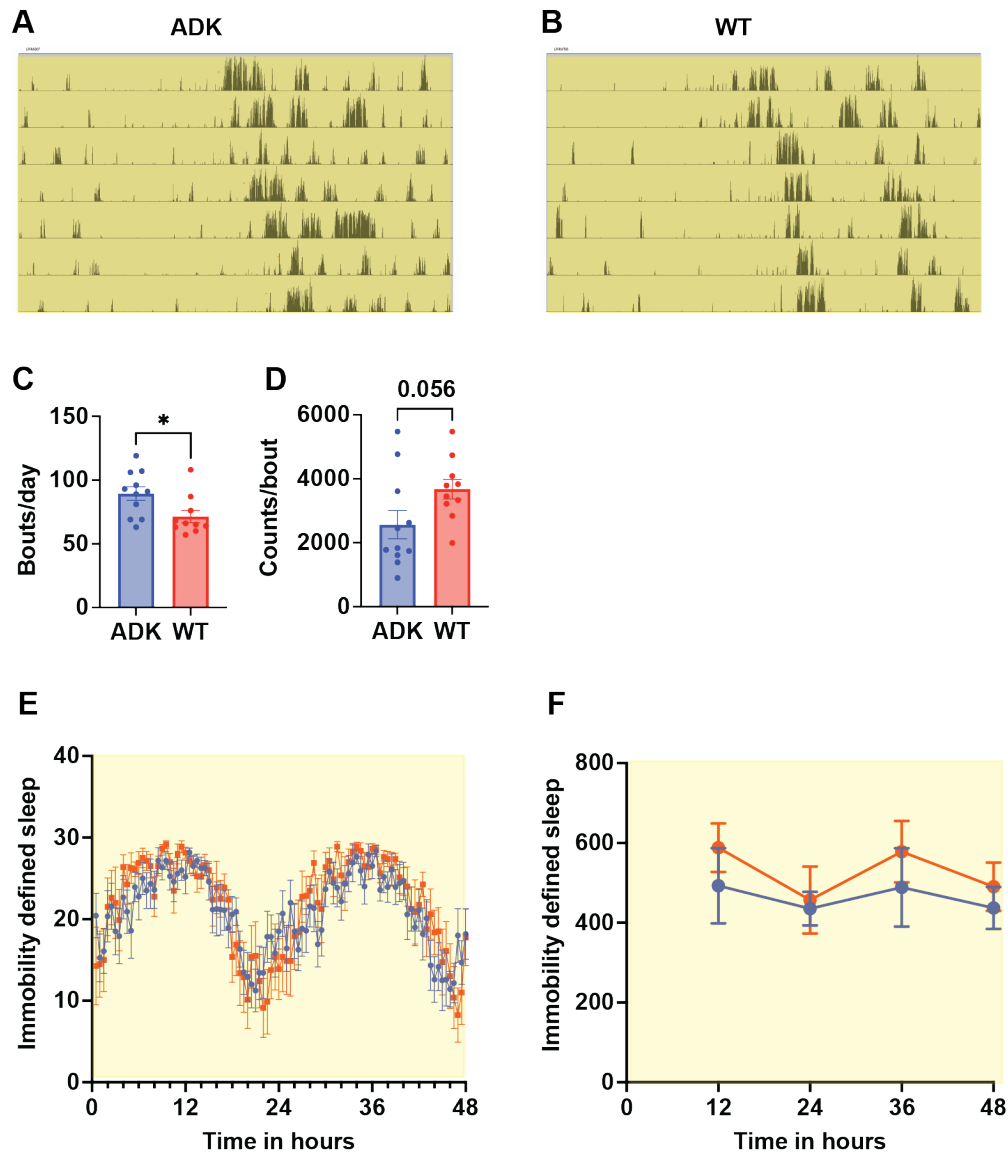 A
ADK
B
WT
C
Bouts/day
150
100
50
0
*
ADK WT
D
Counts/bout
0.056
6000
4000
2000
0
ADK WT
E
Immobility defined sleep
40
30
20
10
0
0 12 24 36 48
Time in hours
F
Immobility defined sleep
800
600
400
200
0
0 12 24 36 48
Time in hours